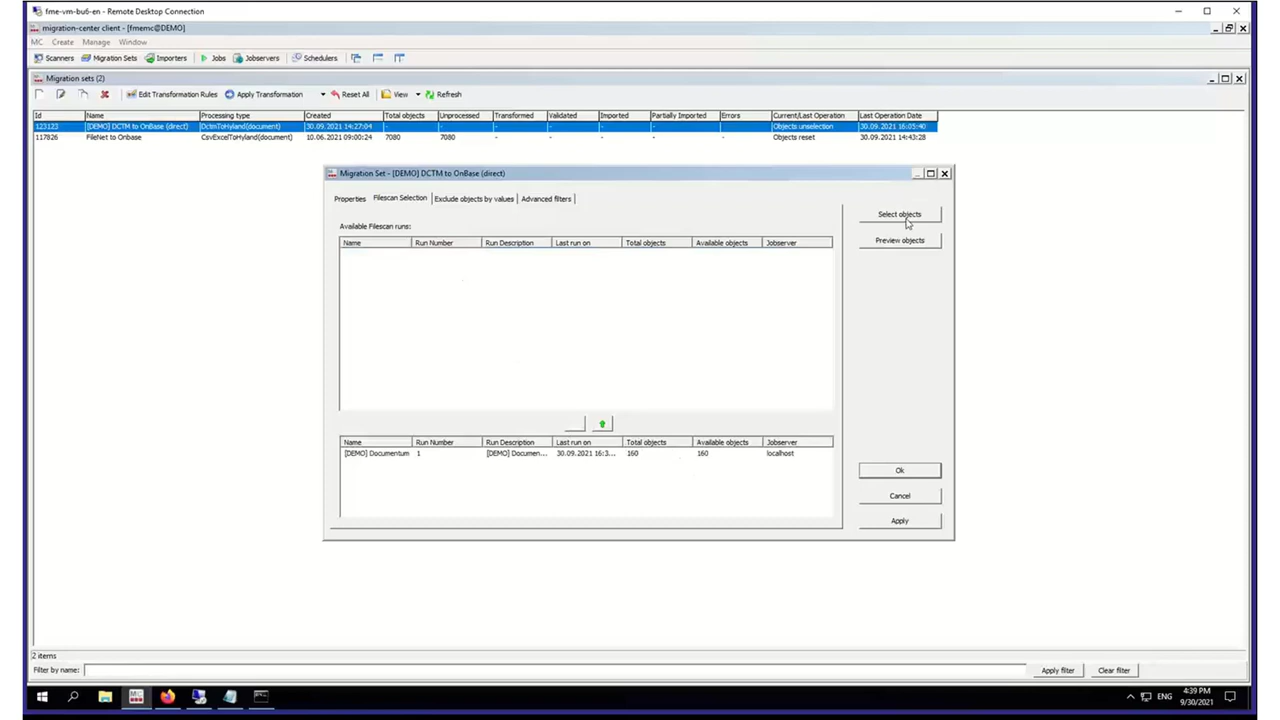 fme-vm-bu6-en - Remote Desktop Connection
migration-center client - [fmemc@DEMO]
MC Create Manage Window
Scanners Migration Sets Importers Jobs Jobservers Schedulers
Migration sets (2)
Edit Transformation Rules Apply Transformation Reset All View Refresh
Id Name Processing type Created Total objects Unprocessed Transformed Validated Imported Partially Imported Errors Current/Last Operation Last Operation Date
123123 [DEMO] DCTM to OnBase (direct) DctmToHyland(document) 30.09.2021 14:27:04 - - - - - - - Objects unselection 30.09.2021 16:05:40
117826 FileNet to Onbase CsvExcelToHyland(document) 10.06.2021 09:00:24 7080 7080 - - - - - Objects reset 30.09.2021 14:43:28
Migration Set - [DEMO] DCTM to OnBase (direct)
Properties Filescan Selection Exclude objects by values Advanced filters
Select objects
Available Filescan runs:
Preview objects
Name Run Number Run Description Last run on Total objects Available objects Jobserver
Name Run Number Run Description Last run on Total objects Available objects Jobserver
[DEMO] Documentum 1 [DEMO] Documen... 30.09.2021 16:3... 160 160 localhost
Ok
Cancel
Apply
2 items
Filter by name: Apply filter Clear filter
ENG
4:39 PM
9/30/2021